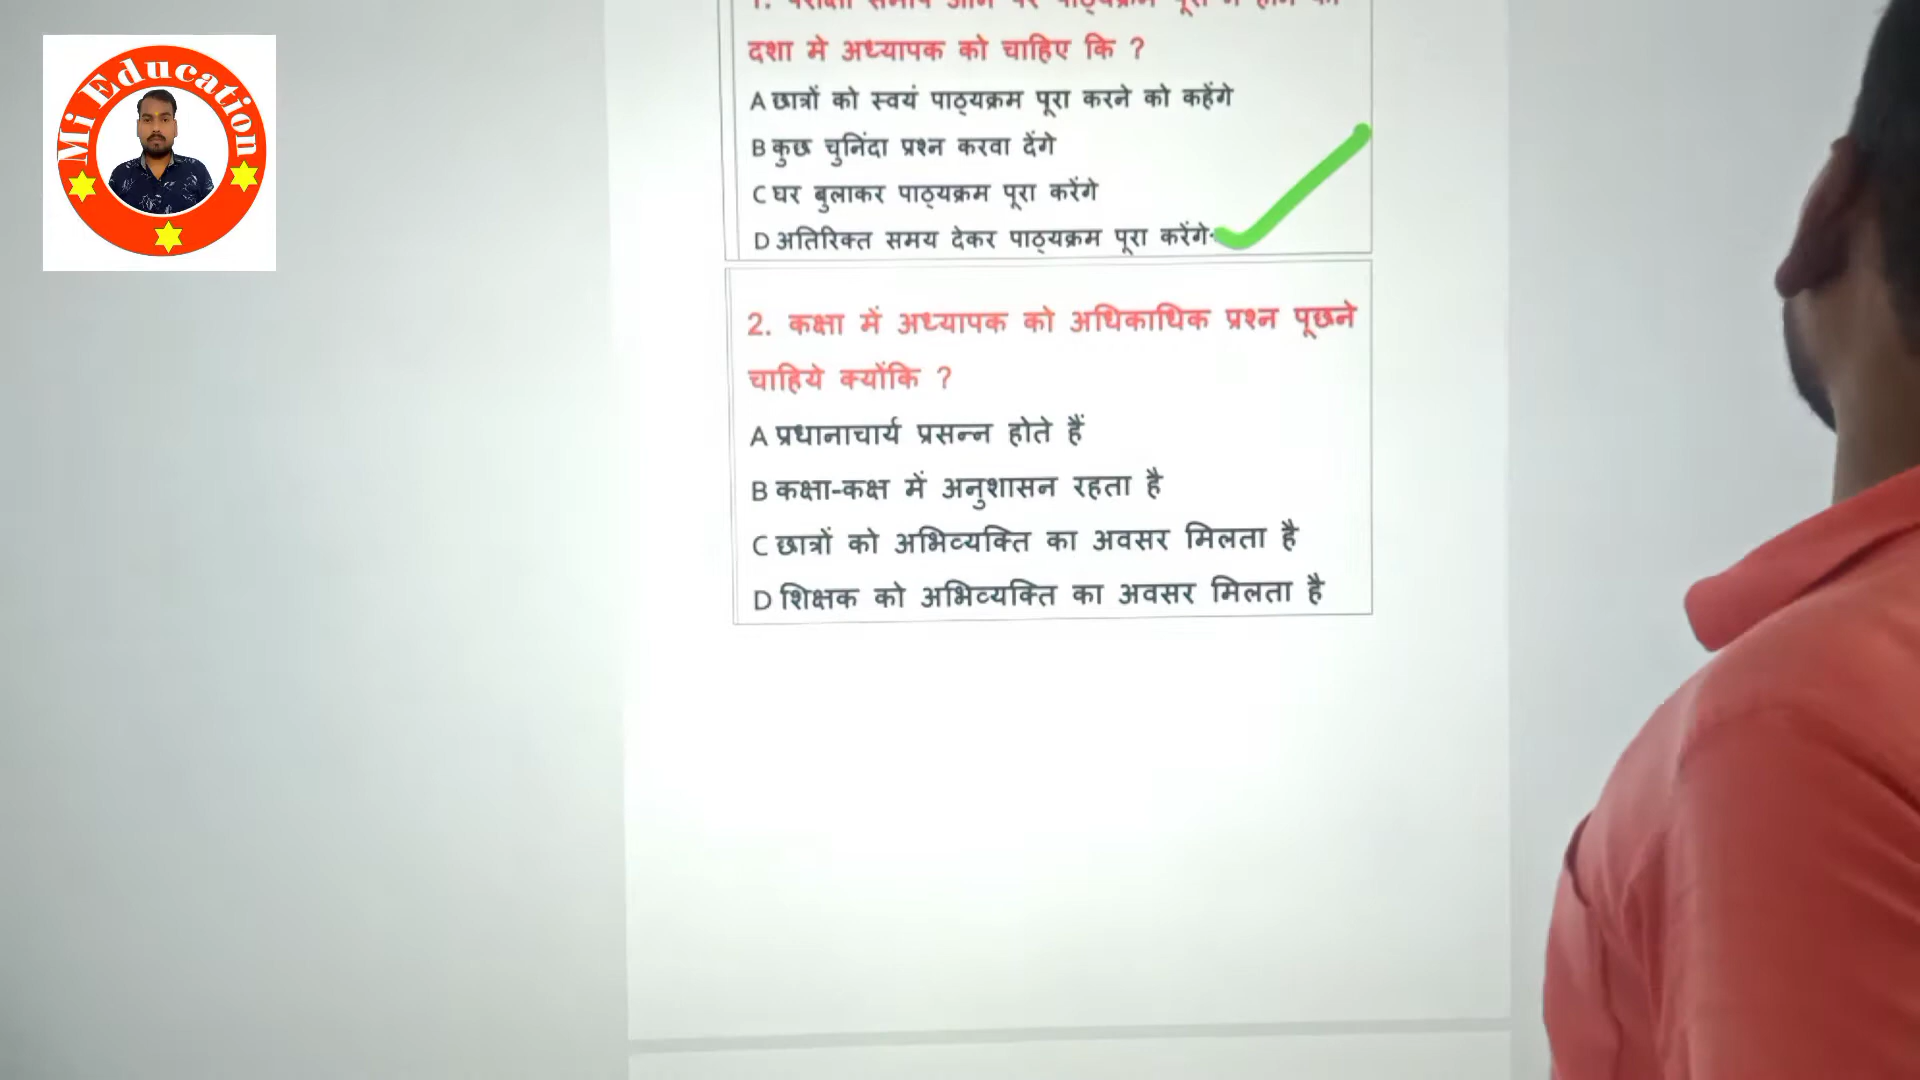 Mi Education
दशा मे अध्यापक को चाहिए कि ?
A छात्रों को स्वयं पाठ्यक्रम पूरा करने को कहेंगे
B कुछ चुनिंदा प्रश्न करवा देंगे
C घर बुलाकर पाठ्यक्रम पूरा करेंगे
D अतिरिक्त समय देकर पाठ्यक्रम पूरा करेंगे
2. कक्षा में अध्यापक को अधिकाधिक प्रश्न पूछने
चाहिये क्योंकि ?
A प्रधानाचार्य प्रसन्न होते हैं
B कक्षा-कक्ष में अनुशासन रहता है
C छात्रों को अभिव्यक्ति का अवसर मिलता है
D शिक्षक को अभिव्यक्ति का अवसर मिलता है